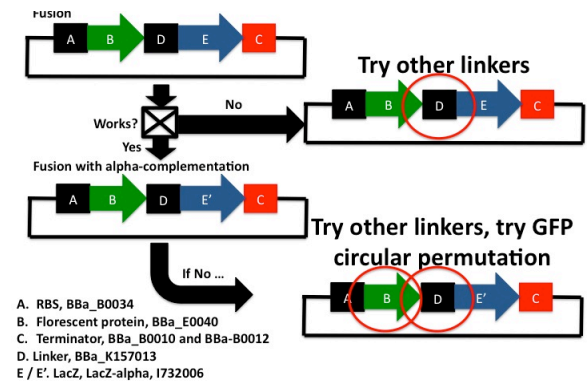 Fusion
A B D E C
Try other linkers
No
A B D E C
Works?
Yes
Fusion with alpha-complementation
A B D E' C
Try other linkers, try GFP
circular permutation
If No ...
A B D E' C
A. RBS, BBa_B0034
B. Florescent protein, BBa_E0040
C. Terminator, BBa_B0010 and BBa-B0012
D. Linker, BBa_K157013
E / E'. LacZ, LacZ-alpha, I732006